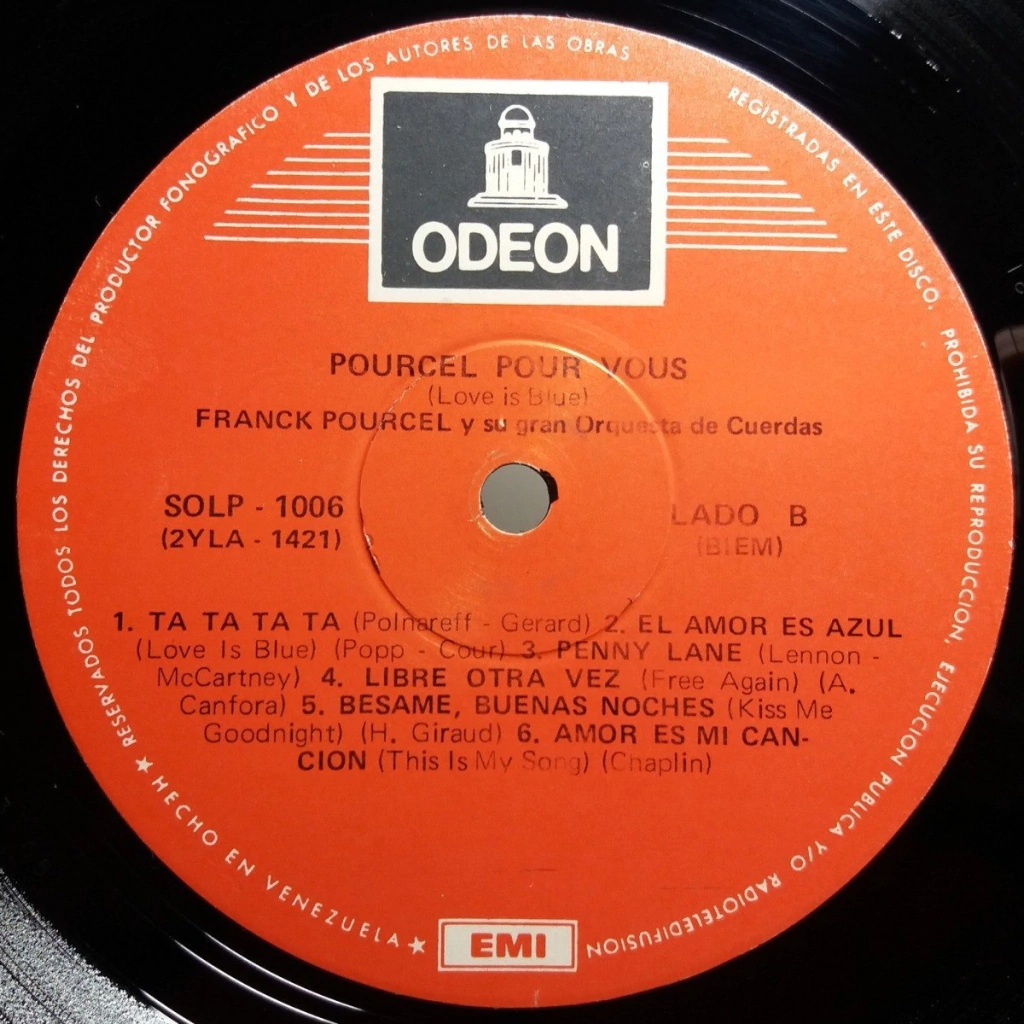 RESERVADOS TODOS LOS DERECHOS DEL PRODUCTOR FONOGRAFICO Y DE LOS AUTORES DE LAS OBRAS REGISTRADAS EN ESTE DISCO. PROHIBIDA SU REPRODUCCION, EJECUCION PUBLICA Y/O RADIOTELEDIFUSION
ODEON
POURCEL POUR VOUS
(Love is Blue)
FRANCK POURCEL y su gran Orquesta de Cuerdas
SOLP - 1006
(2YLA - 1421)
LADO B
(BIEM)
1. TA TA TA TA (Polnareff - Gerard) 2. EL AMOR ES AZUL
(Love Is Blue) (Popp - Cour) 3. PENNY LANE (Lennon -
McCartney) 4. LIBRE OTRA VEZ (Free Again) (A.
Canfora) 5. BESAME, BUENAS NOCHES (Kiss Me
Goodnight) (H. Giraud) 6. AMOR ES MI CAN-
CION (This Is My Song) (Chaplin)
★ HECHO EN VENEZUELA ★
EMI